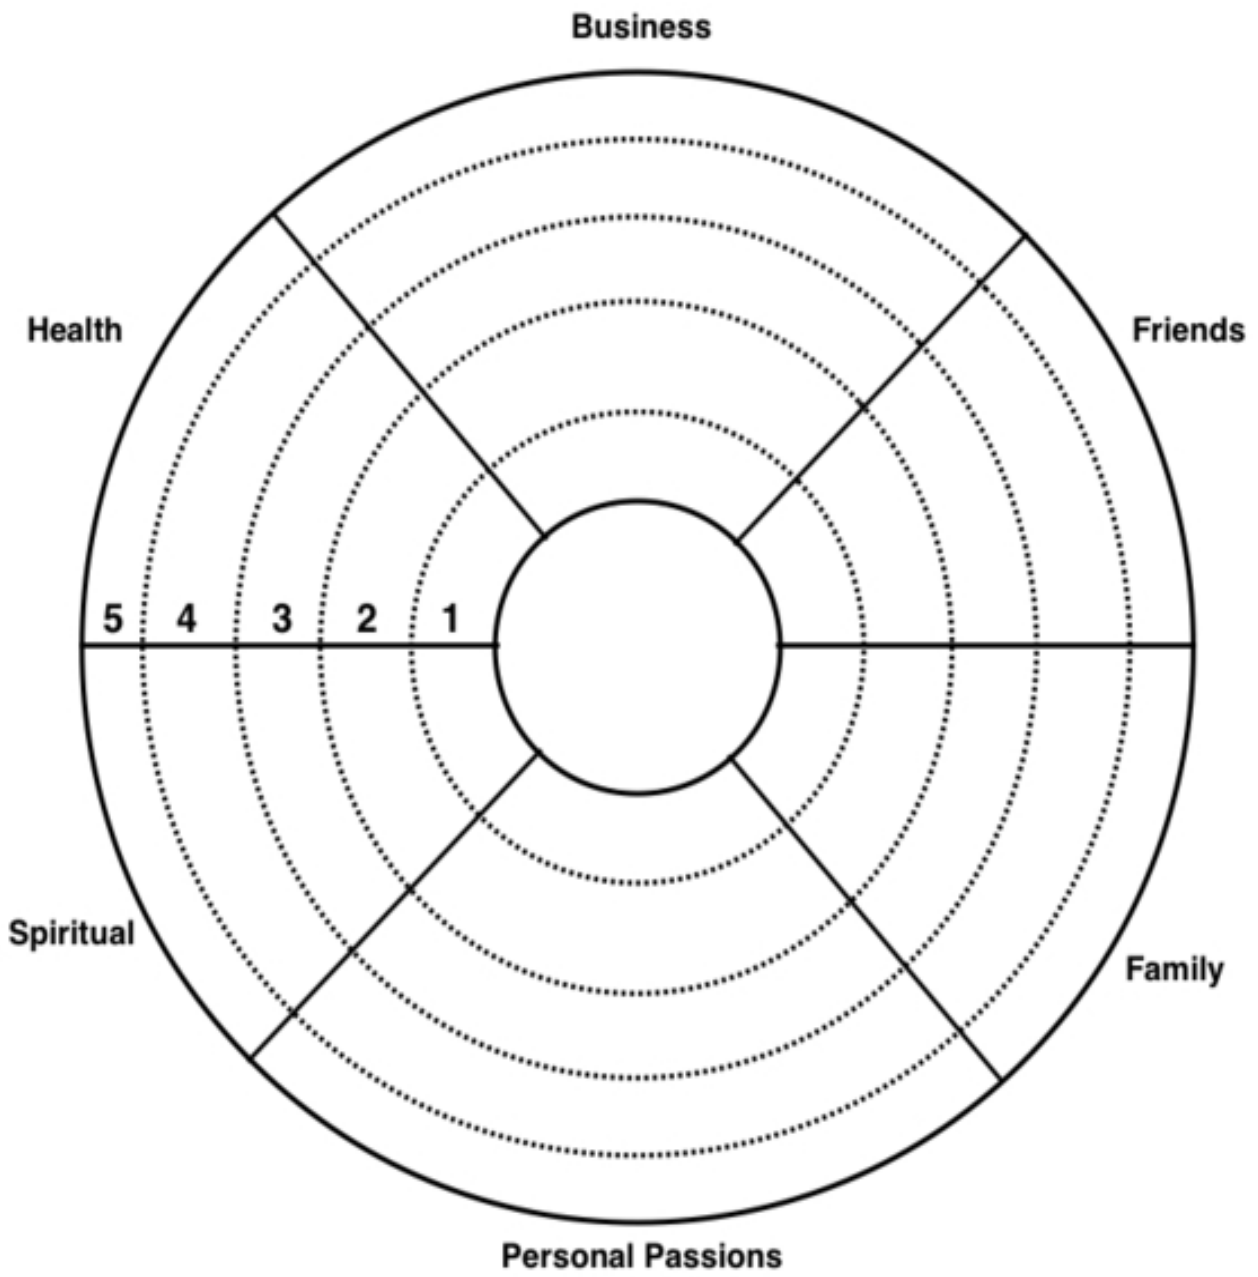 Business
Health
Friends
5 4 3 2 1
Spiritual
Family
Personal Passions